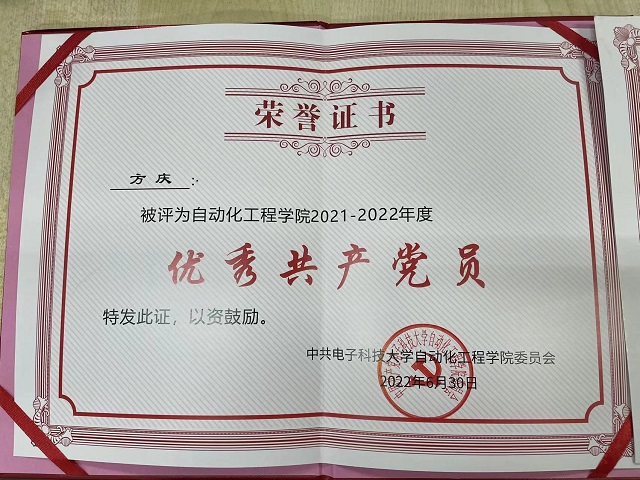 荣誉证书
方庆：
被评为自动化工程学院2021-2022年度
优秀共产党员
特发此证，以资鼓励。
中共电子科技大学自动化工程学院委员会
2022年6月30日